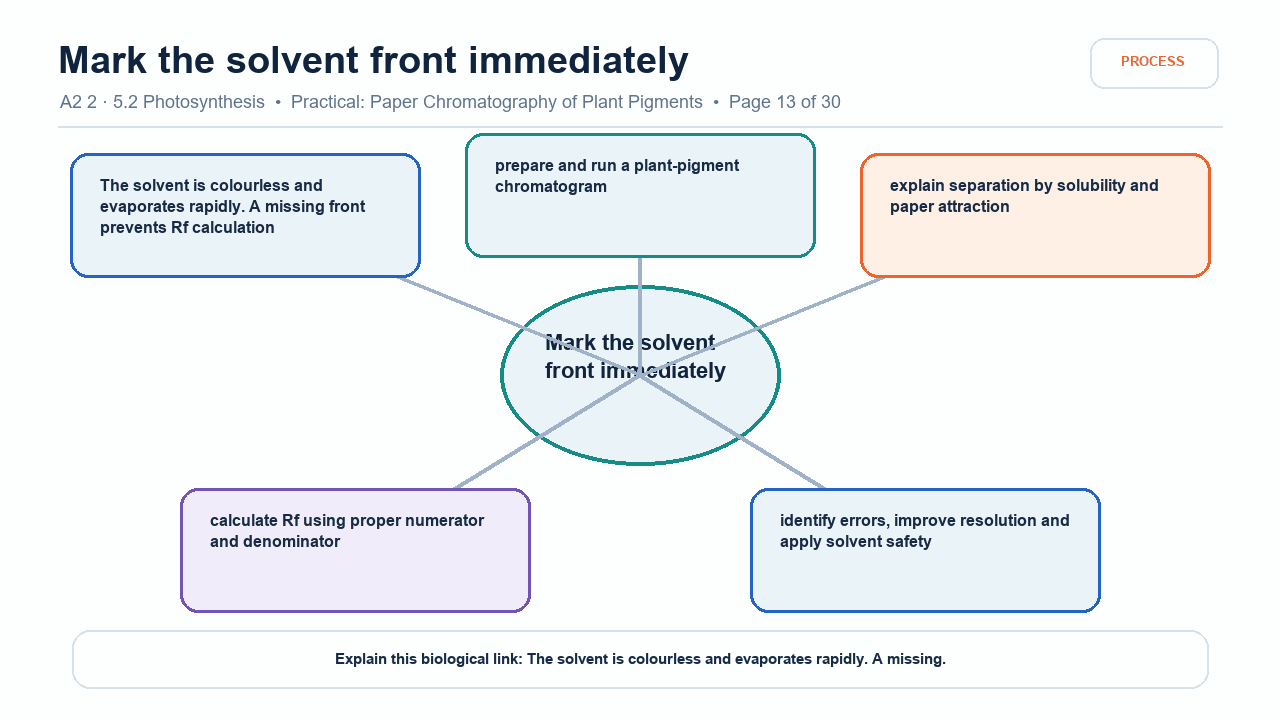 Mark the solvent front immediately
PROCESS
A2 2 · 5.2 Photosynthesis • Practical: Paper Chromatography of Plant Pigments • Page 13 of 30
The solvent is colourless and
evaporates rapidly. A missing front
prevents Rf calculation
prepare and run a plant-pigment
chromatogram
explain separation by solubility and
paper attraction
Mark the solvent
front immediately
calculate Rf using proper numerator
and denominator
identify errors, improve resolution and
apply solvent safety
Explain this biological link: The solvent is colourless and evaporates rapidly. A missing.